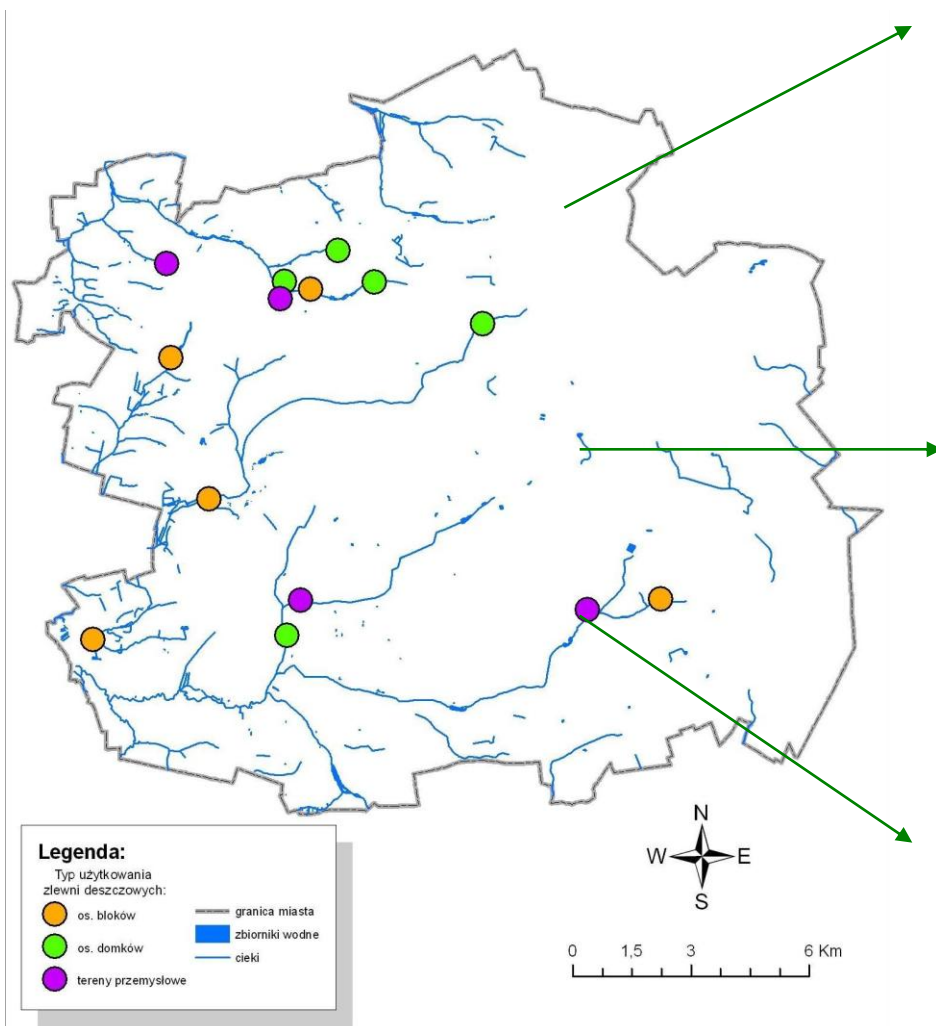 N
W E
S
Legenda:
Typ użytkowania
zlewni deszczowych:
os. bloków
os. domków
tereny przemysłowe
granica miasta
zbiorniki wodne
cieki
0 1,5 3 6 Km